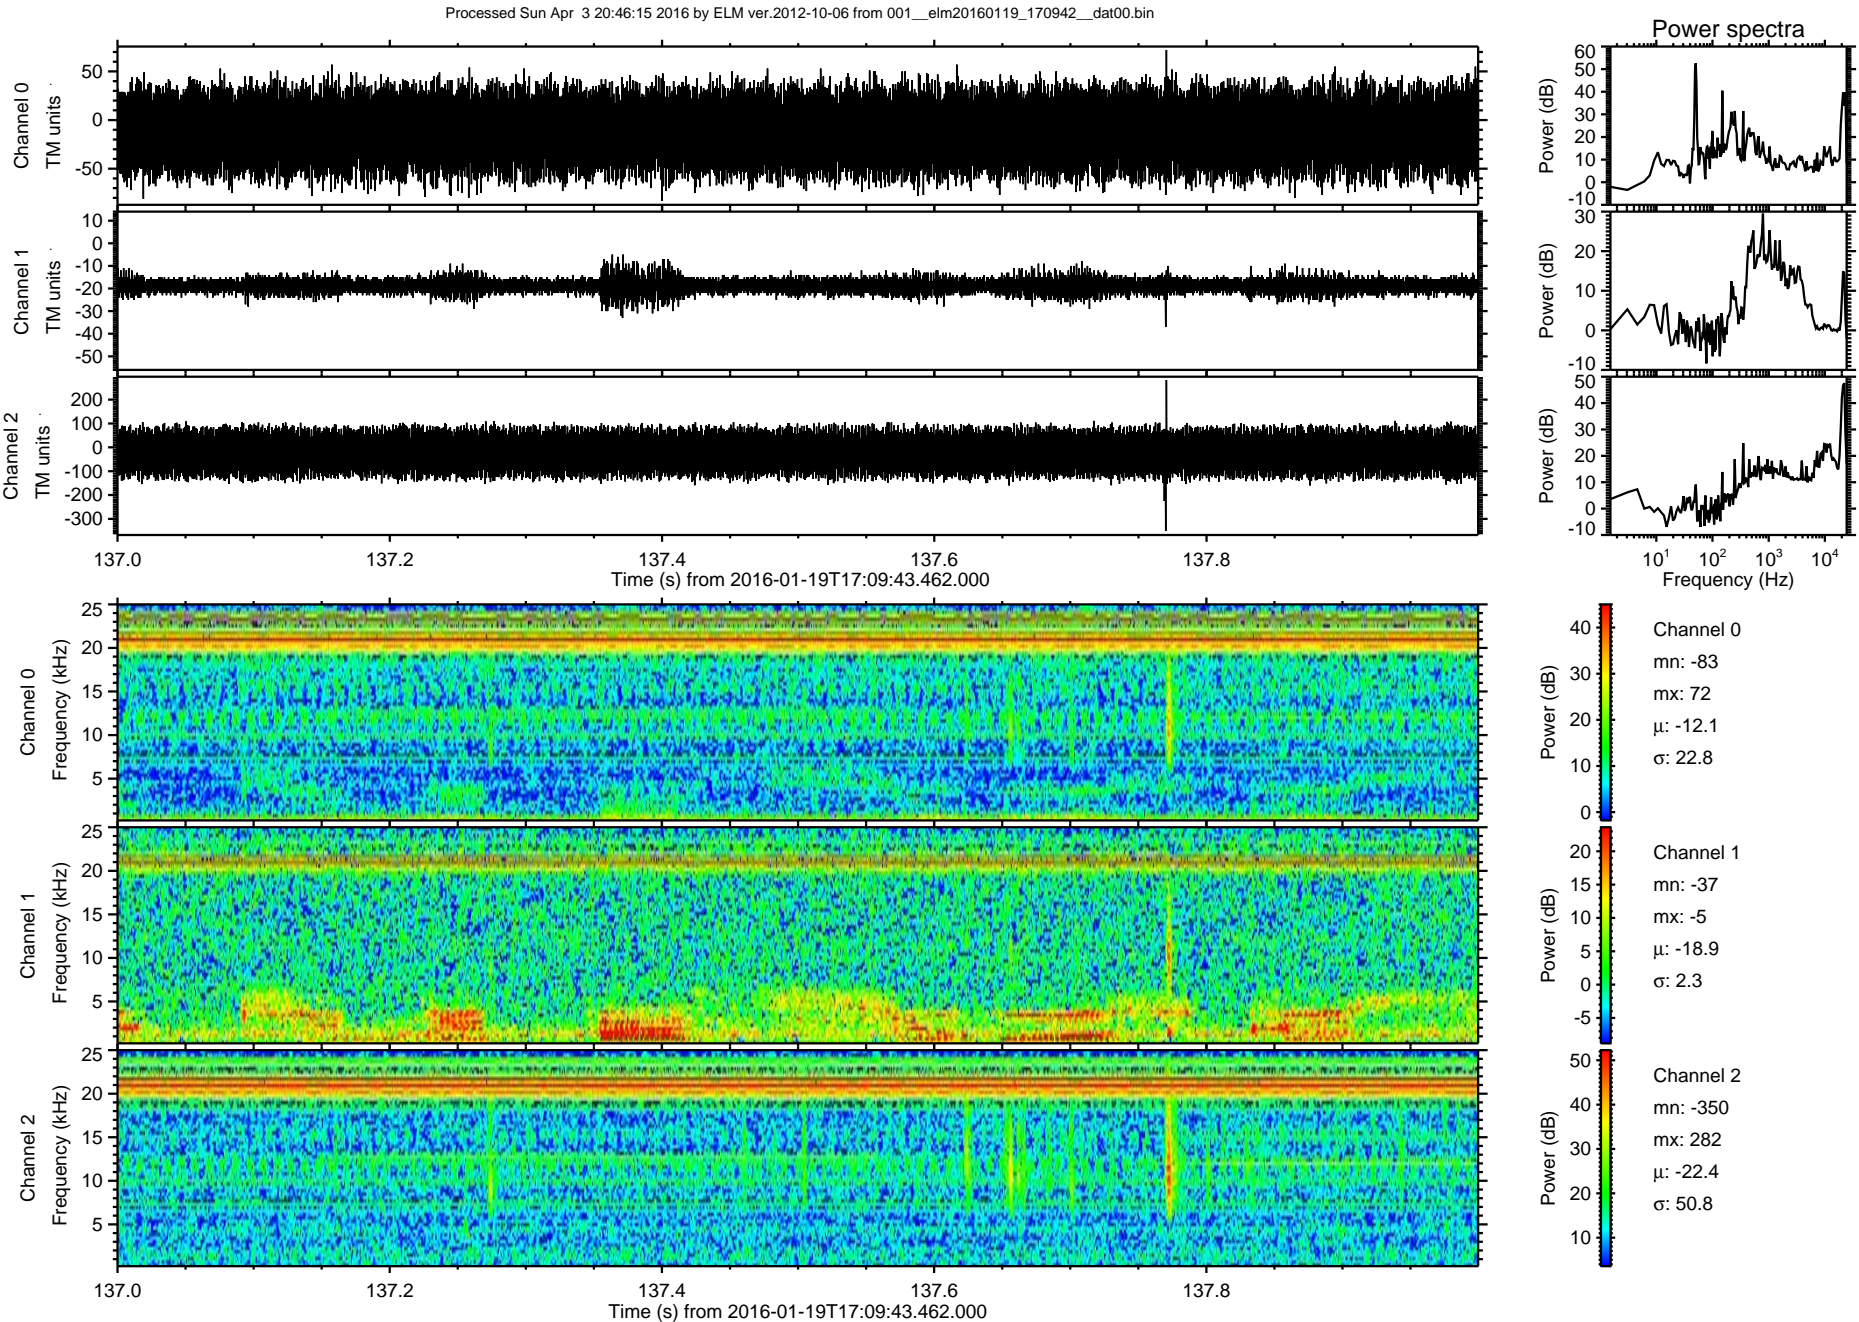 Processed Sun Apr  3 20:46:15 2016 by ELM ver.2012-10-06 from 001__elm20160119_170942__dat00.bin
Power spectra
Channel 0
TM units
50
0
-50
Power (dB)
60
50
40
30
20
10
0
-10
Channel 1
TM units
10
0
-10
-20
-30
-40
-50
Power (dB)
30
20
10
0
-10
Channel 2
TM units
200
100
0
-100
-200
-300
Power (dB)
50
40
30
20
10
0
-10
137.0 137.2 137.4 137.6 137.8
Time (s) from 2016-01-19T17:09:43.462.000
10¹ 10² 10³ 10⁴
Frequency (Hz)
Channel 0
Frequency (kHz)
25
20
15
10
5
Power (dB)
40
30
20
10
0
Channel 0
mn: -83
mx: 72
μ: -12.1
σ: 22.8
Channel 1
Frequency (kHz)
25
20
15
10
5
Power (dB)
20
15
10
5
0
-5
Channel 1
mn: -37
mx: -5
μ: -18.9
σ: 2.3
Channel 2
Frequency (kHz)
25
20
15
10
5
Power (dB)
50
40
30
20
10
Channel 2
mn: -350
mx: 282
μ: -22.4
σ: 50.8
137.0 137.2 137.4 137.6 137.8
Time (s) from 2016-01-19T17:09:43.462.000